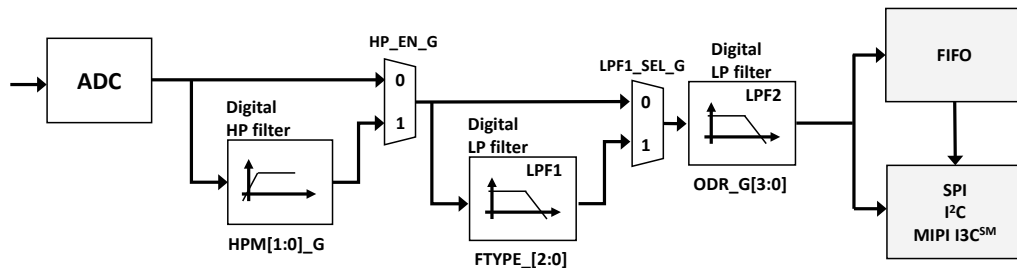 ADC
HP_EN_G
0
1
Digital
HP filter
HPM[1:0]_G
Digital
LP filter
LPF1
FTYPE_[2:0]
LPF1_SEL_G
0
1
Digital
LP filter
LPF2
ODR_G[3:0]
FIFO
SPI
I²C
MIPI I3Cˢᴹ